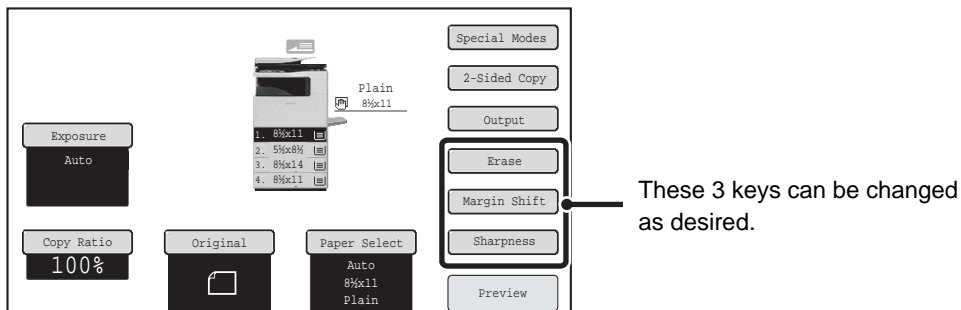 Special Modes
2-Sided Copy
Output
Erase
Margin Shift
Sharpness
Preview
Plain
8½x11
1. 8½x11
2. 5½x8½
3. 8½x14
4. 8½x11
Exposure
Auto
Copy Ratio
100%
Original
Paper Select
Auto
8½x11
Plain
These 3 keys can be changed
as desired.